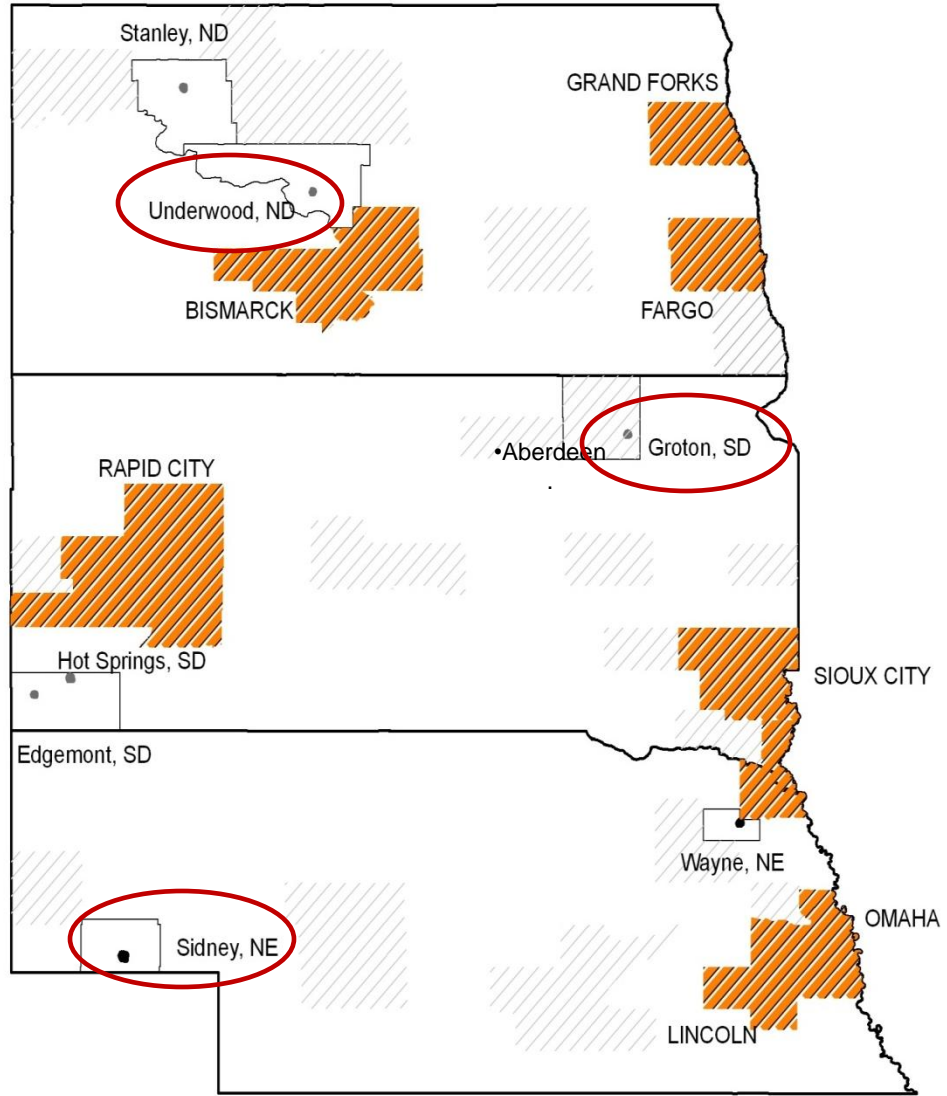 Stanley, ND
GRAND FORKS
Underwood, ND
BISMARCK
FARGO
•Aberdeen
Groton, SD
.
RAPID CITY
Hot Springs, SD
SIOUX CITY
Edgemont, SD
Wayne, NE
OMAHA
Sidney, NE
LINCOLN